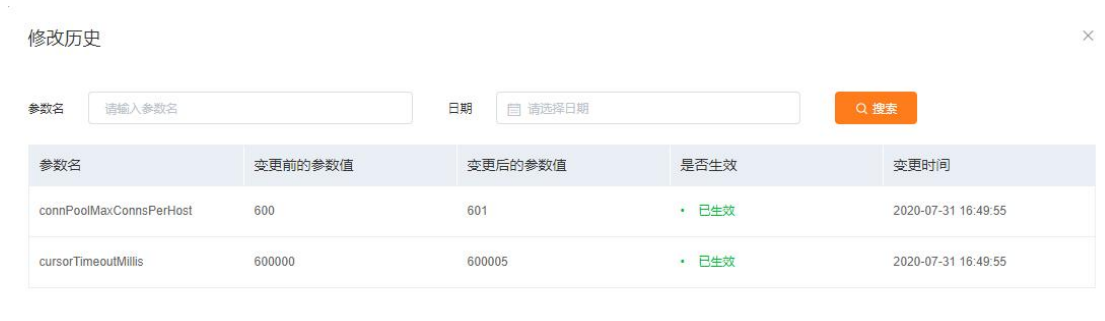 修改历史
参数名 请输入参数名 日期 请选择日期 搜索
参数名 变更前的参数值 变更后的参数值 是否生效 变更时间
connPoolMaxConnsPerHost 600 601 已生效 2020-07-31 16:49:55
cursorTimeoutMillis 600000 600005 已生效 2020-07-31 16:49:55